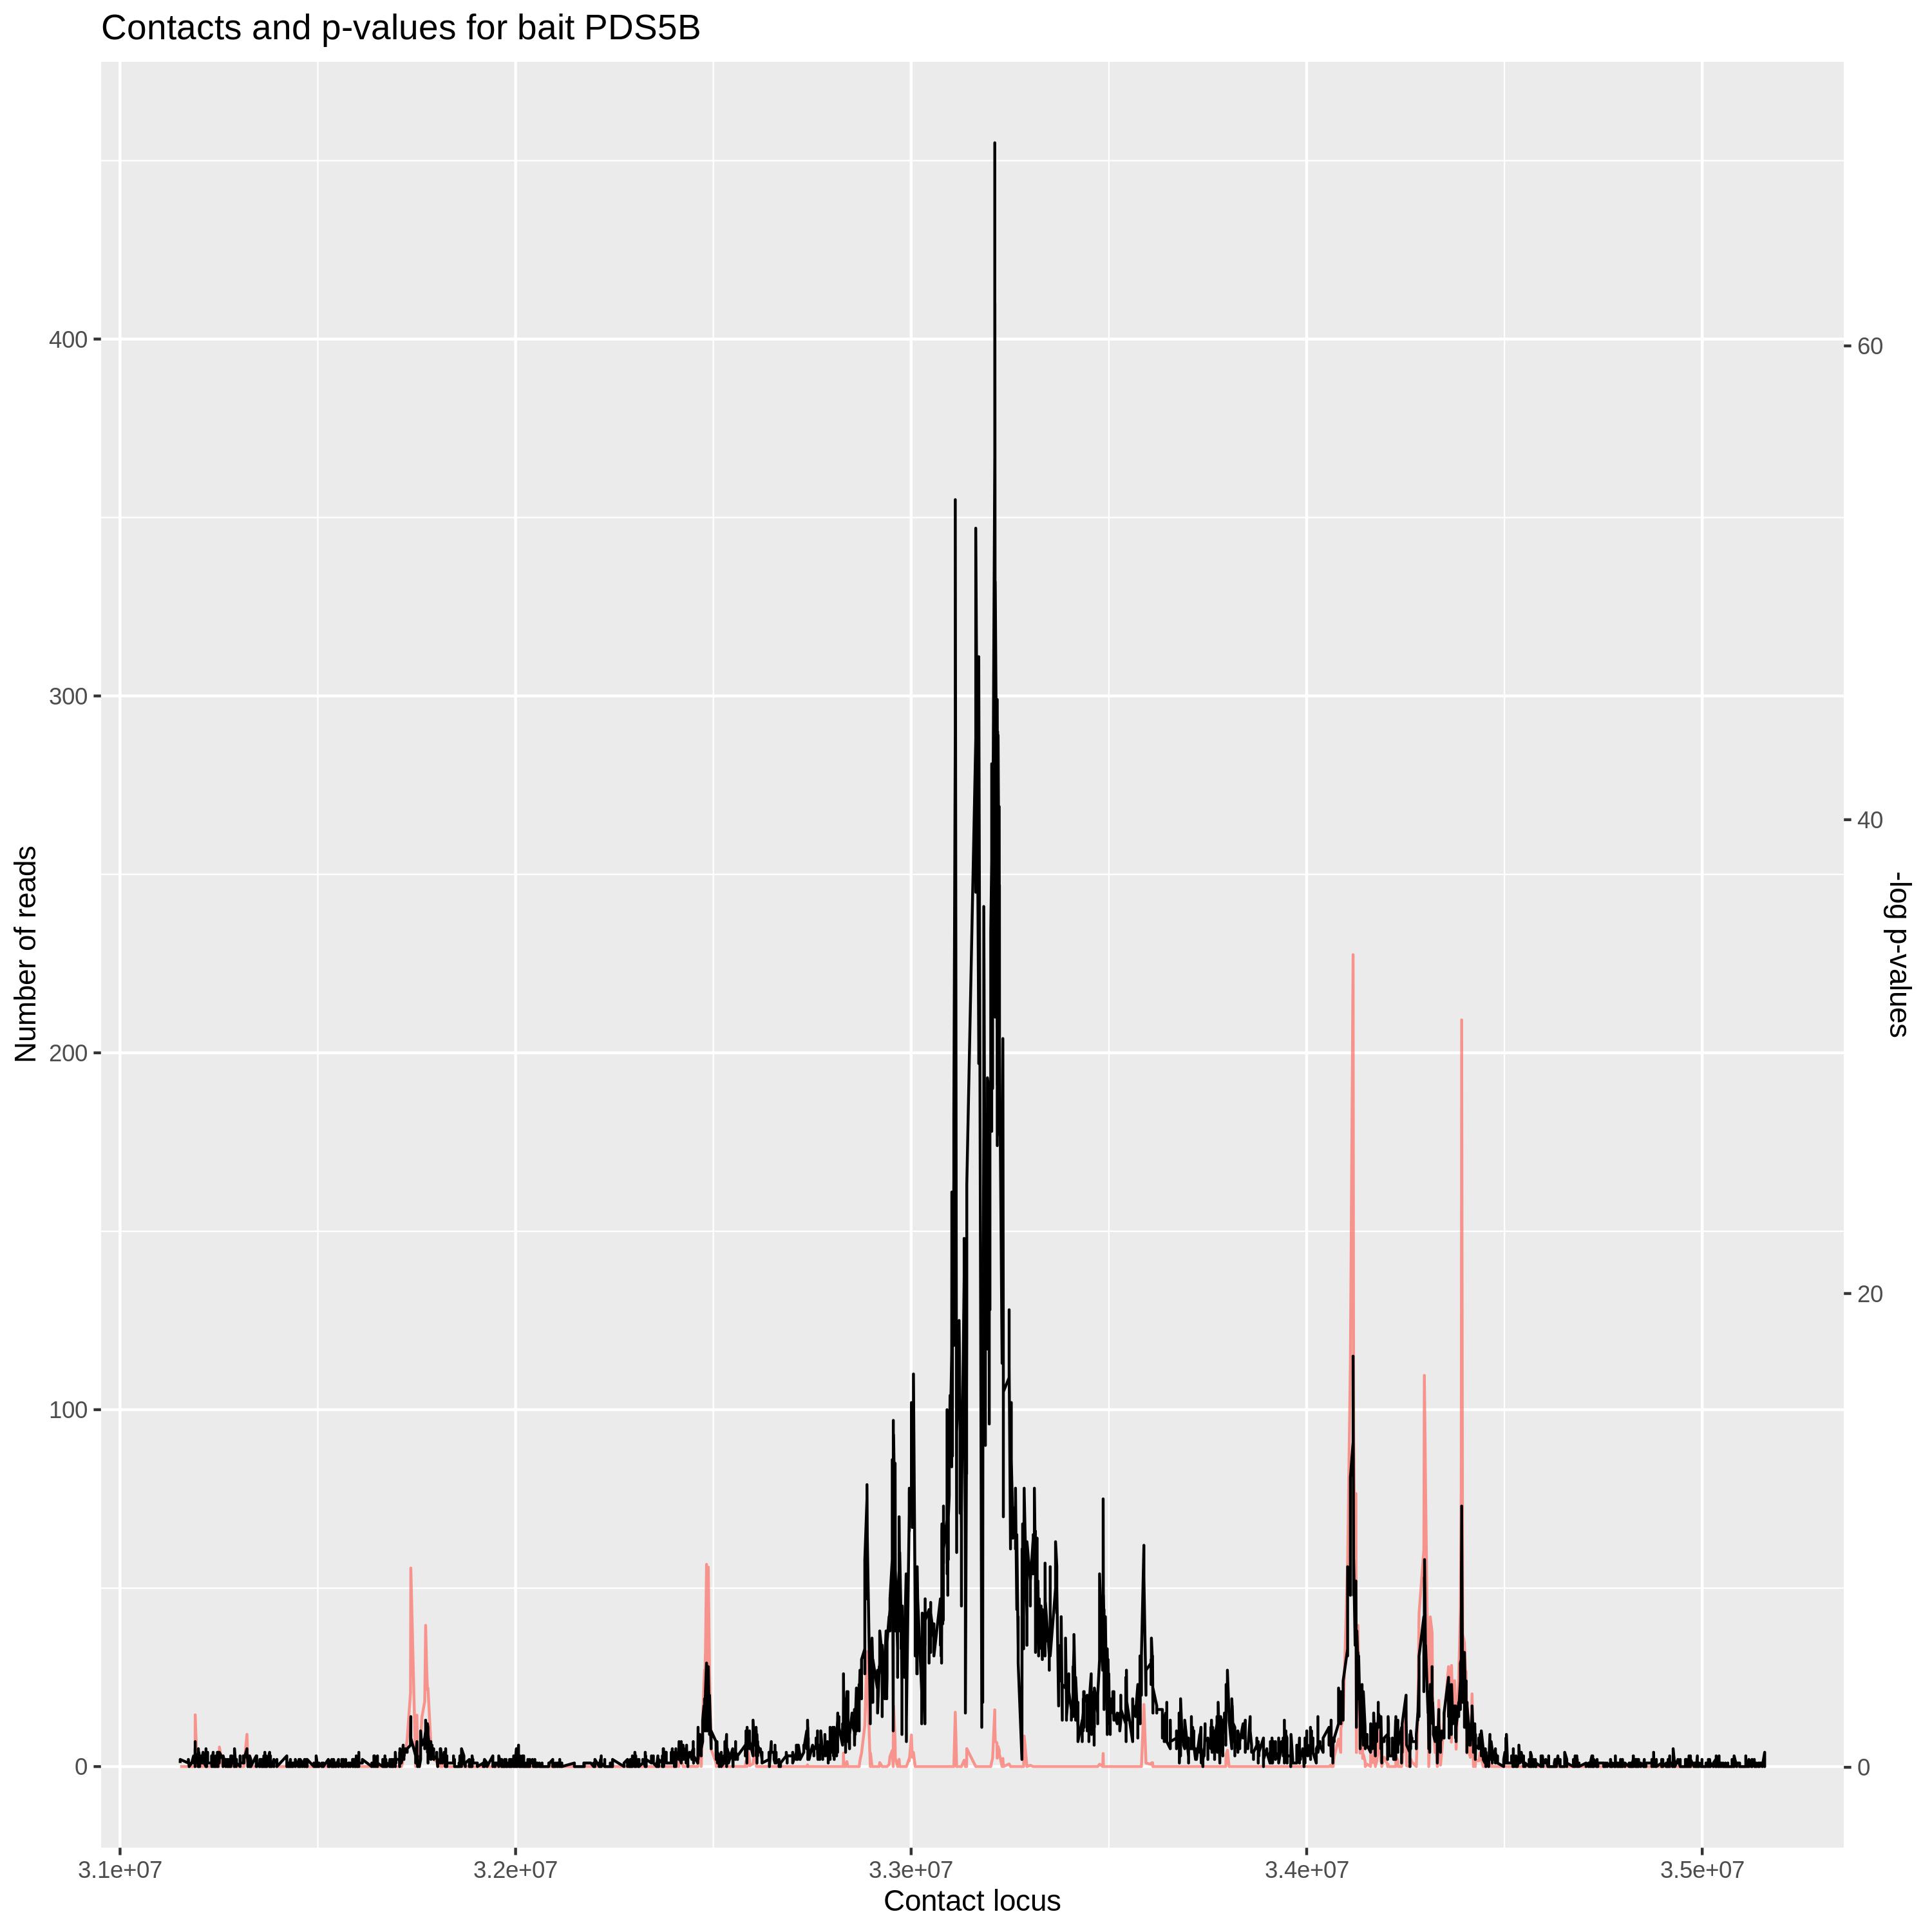 Contacts and p-values for bait PDS5B
400
300
200
100
0
Number of reads
60
40
20
0
-log p-values
3.1e+07 3.2e+07 3.3e+07 3.4e+07 3.5e+07
Contact locus